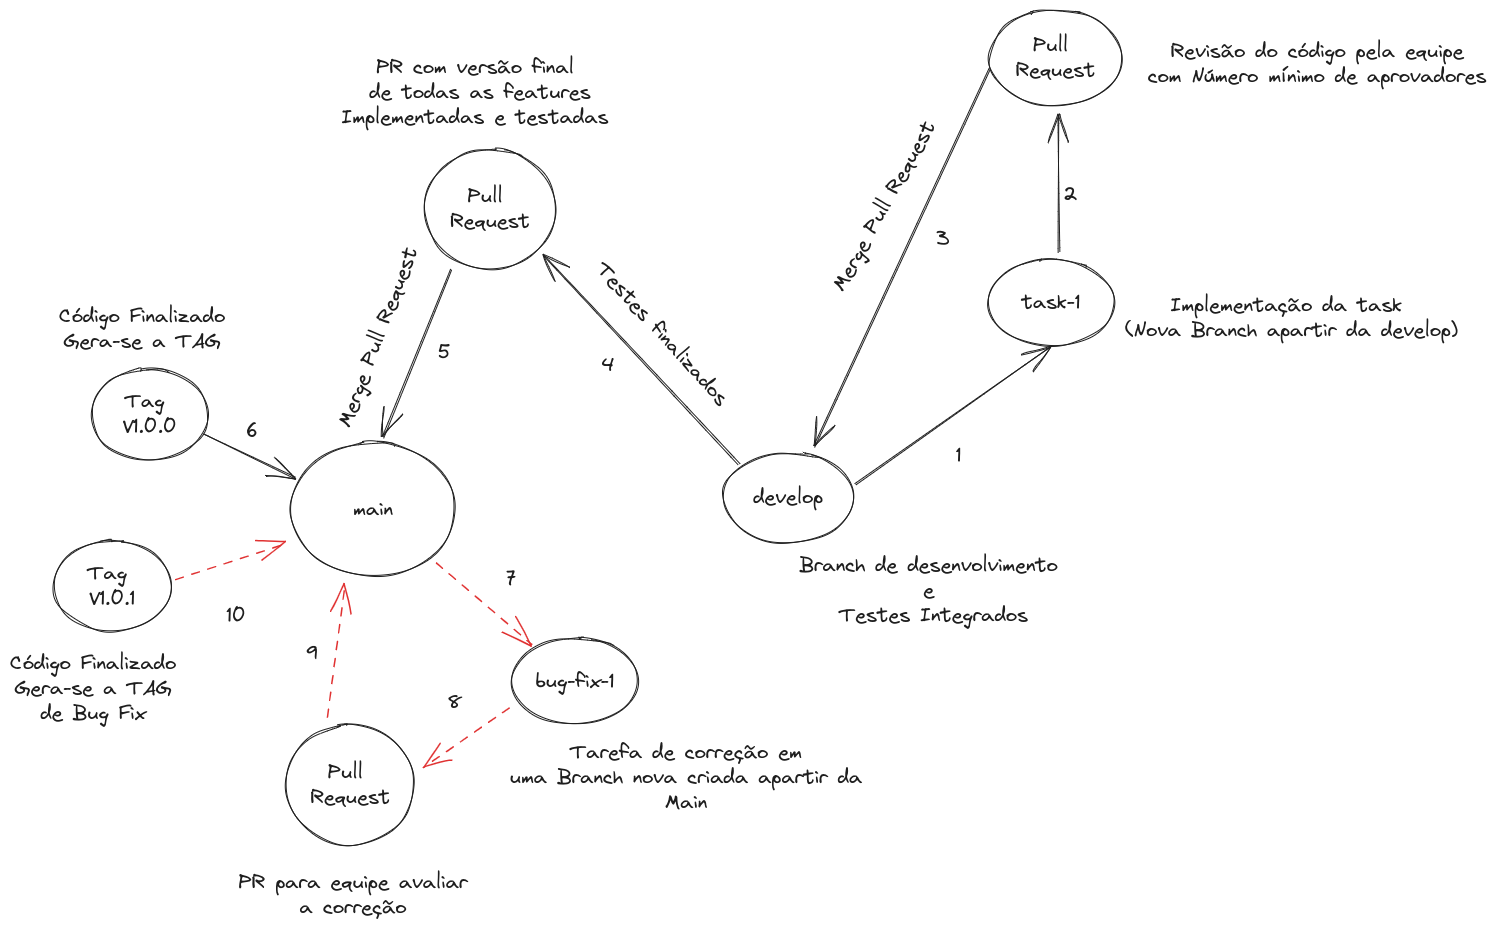 Pull
Request
Revisão do código pela equipe
com Número mínimo de aprovadores
PR com versão final
de todas as features
Implementadas e testadas
Pull
Request
Merge Pull Request
3
2
task-1
Implementação da task
(Nova Branch apartir da develop)
1
Testes finalizados
4
Merge Pull Request
5
Código Finalizado
Gera-se a TAG
Tag
v1.0.0
6
main
develop
Branch de desenvolvimento
e
Testes Integrados
Tag
v1.0.1
10
Código Finalizado
Gera-se a TAG
de Bug Fix
7
bug-fix-1
8
9
Tarefa de correção em
uma Branch nova criada apartir da
Main
Pull
Request
PR para equipe avaliar
a correção